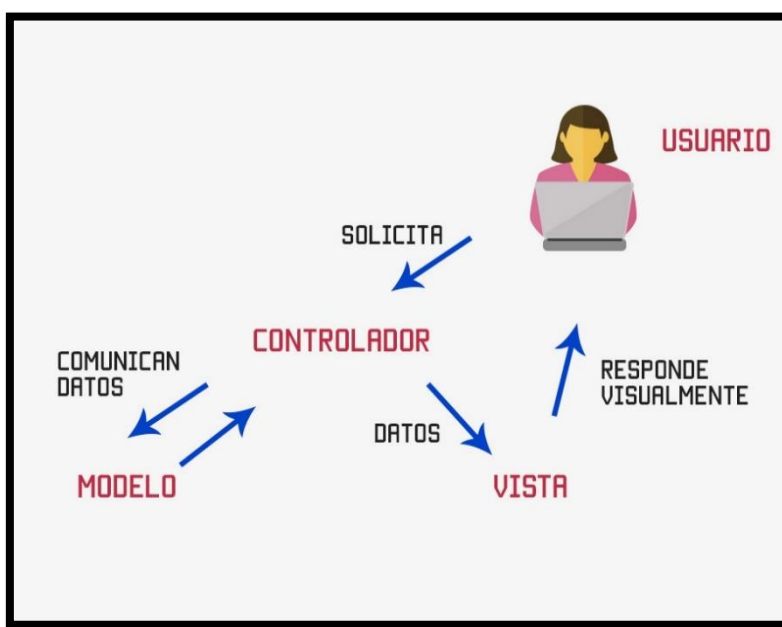 USUARIO
SOLICITA
CONTROLADOR
COMUNICAN
DATOS
RESPONDE
VISUALMENTE
DATOS
MODELO
VISTA